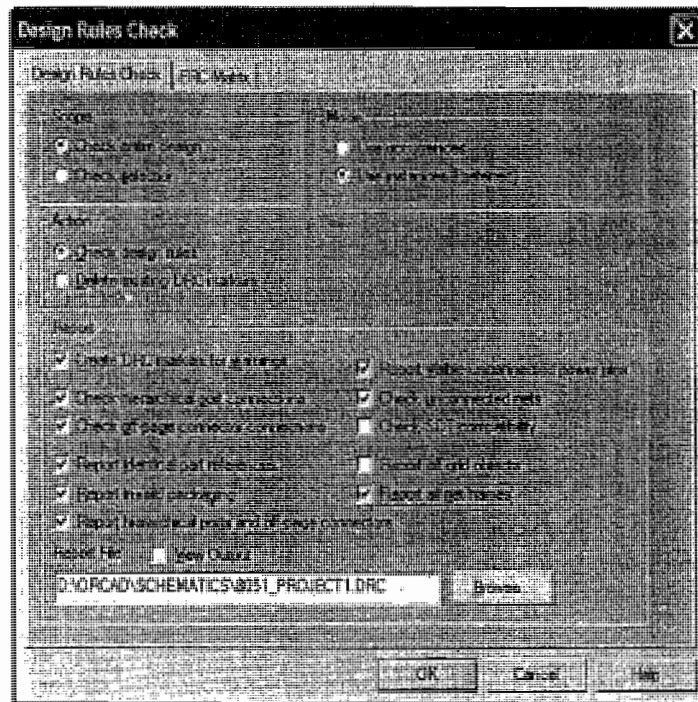 Design Rules Check
Design Rules Check ERC Matrix
Scope
Check entire design
Check selection
Mode
Use occurrences
Use instances (Preferred)
Action
Check design rules
Delete existing DRC markers
Report
Create DRC markers for warnings
Check hierarchical port connections
Check off-page connector connections
Report identical part references
Report invalid packaging
Report hierarchical ports and off-page connectors
Report visible unconnected power pins
Check unconnected nets
Check SDT compatibility
Report off-grid objects
Report all net names
Report File: View Output
D:\ORCAD\SCHEMATICS\8051_PROJECT1.DRC Browse...
OK Cancel Help